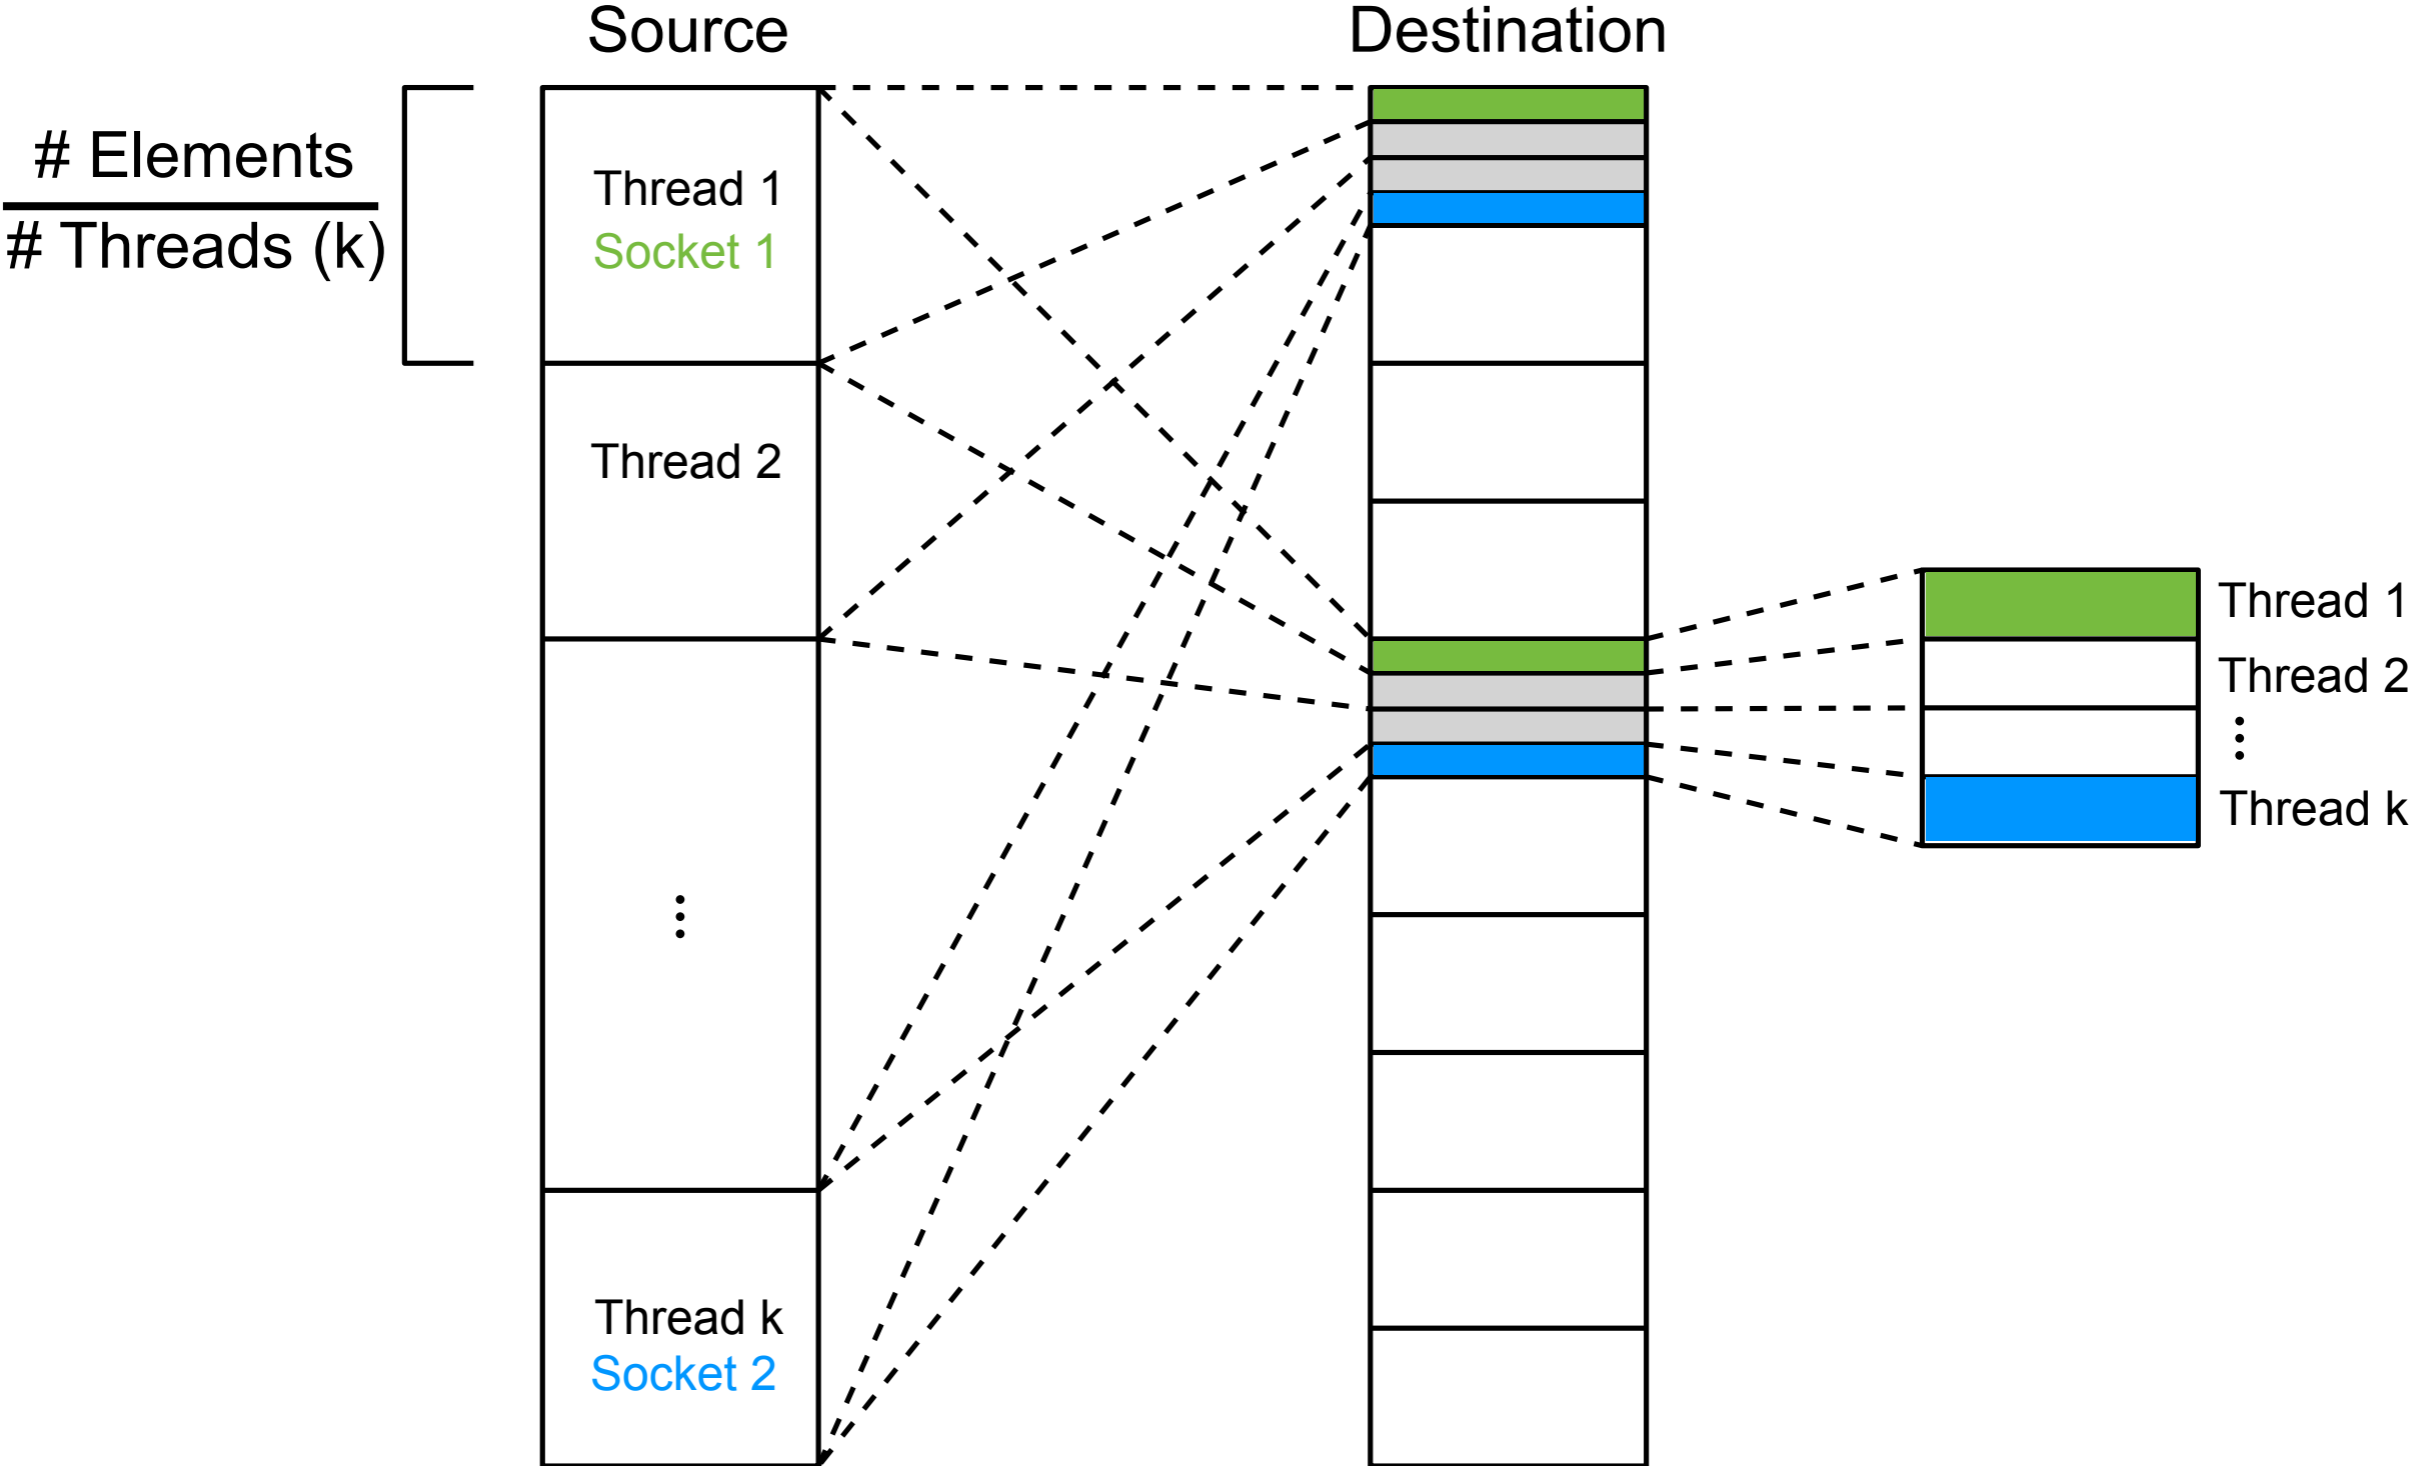 Source
Destination
# Elements
# Threads (k)
Thread 1
Socket 1
Thread 2
⋮
Thread k
Socket 2
Thread 1
Thread 2
⋮
Thread k